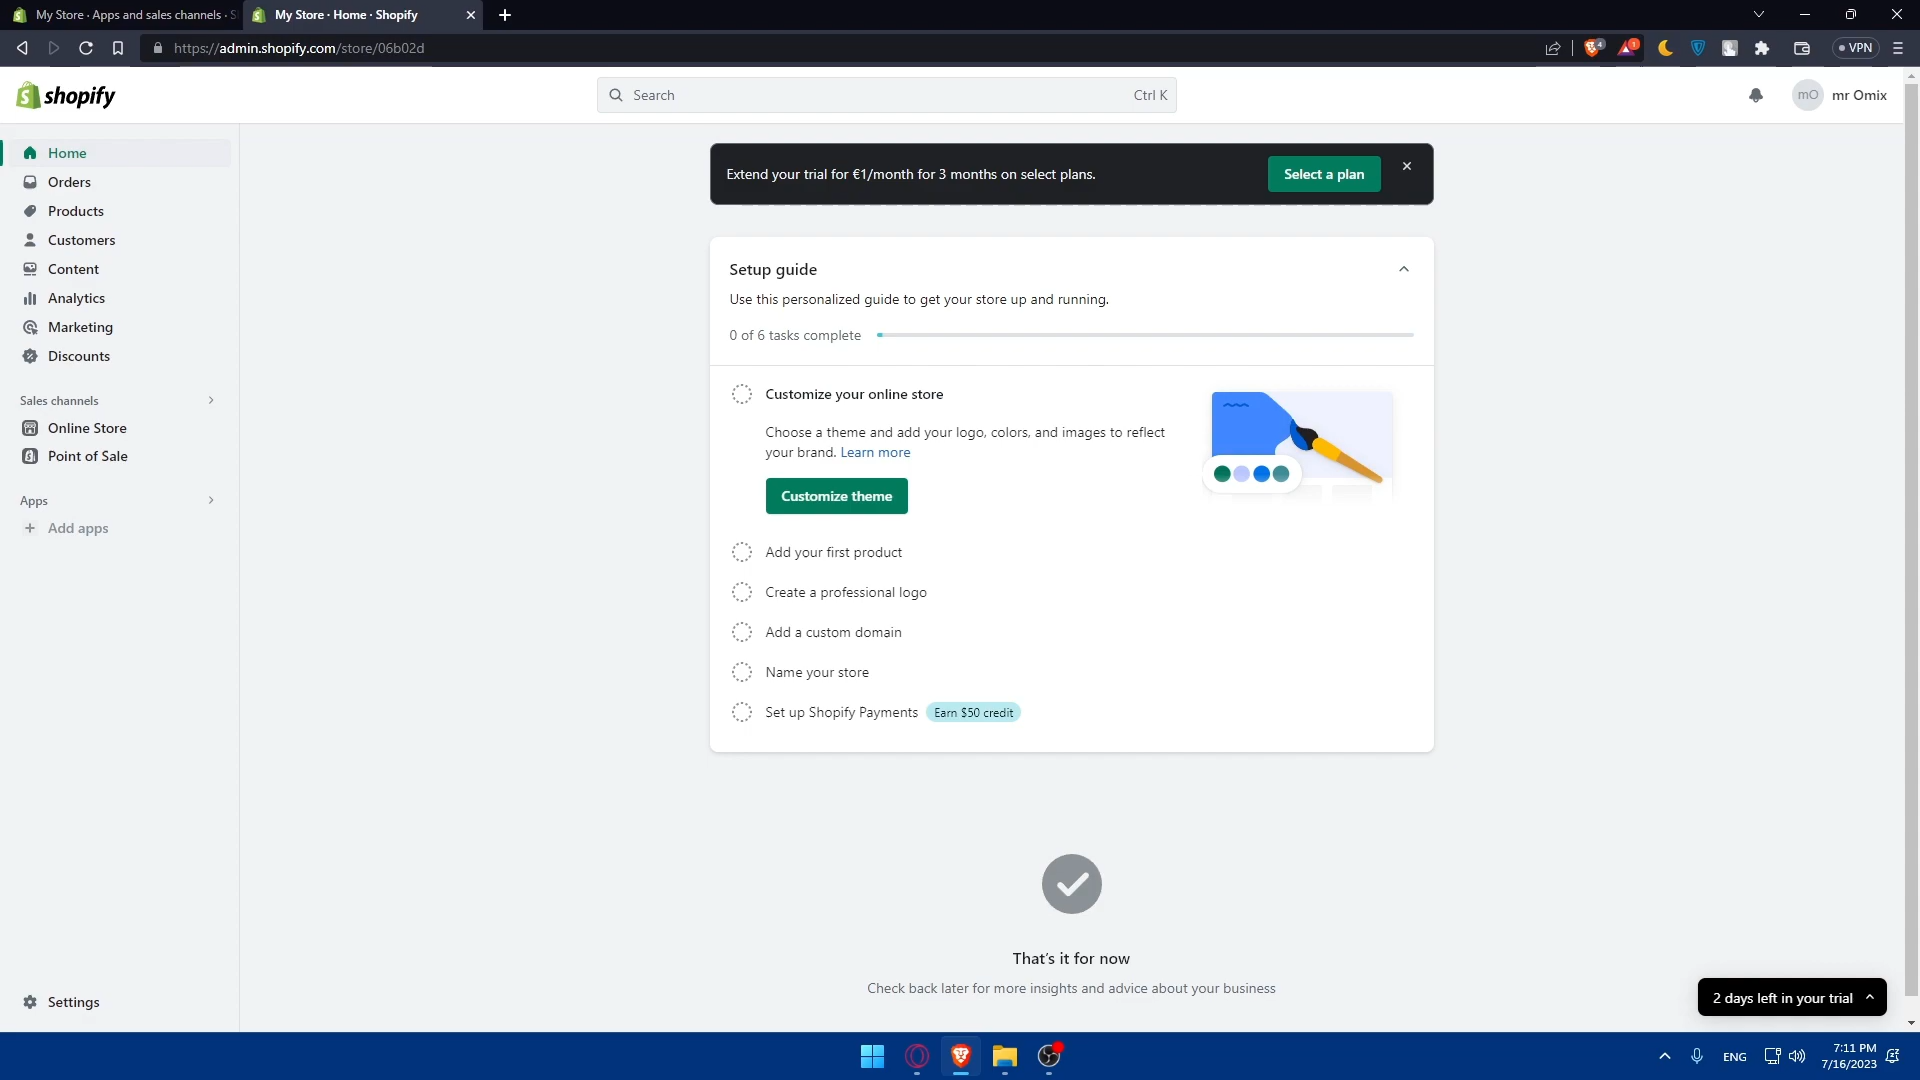 My Store · Apps and sales channels · S
My Store · Home · Shopify
https://admin.shopify.com/store/06b02d
4
1
VPN
shopify
Search
Ctrl K
mO
mr Omix
Home
Orders
Products
Customers
Content
Analytics
Marketing
Discounts
Sales channels
Online Store
Point of Sale
Apps
Add apps
Settings
Extend your trial for €1/month for 3 months on select plans.
Select a plan
Setup guide
Use this personalized guide to get your store up and running.
0 of 6 tasks complete
Customize your online store
Choose a theme and add your logo, colors, and images to reflect
your brand. Learn more
Customize theme
Add your first product
Create a professional logo
Add a custom domain
Name your store
Set up Shopify Payments
Earn $50 credit
That's it for now
Check back later for more insights and advice about your business
2 days left in your trial
ENG
7:11 PM
7/16/2023